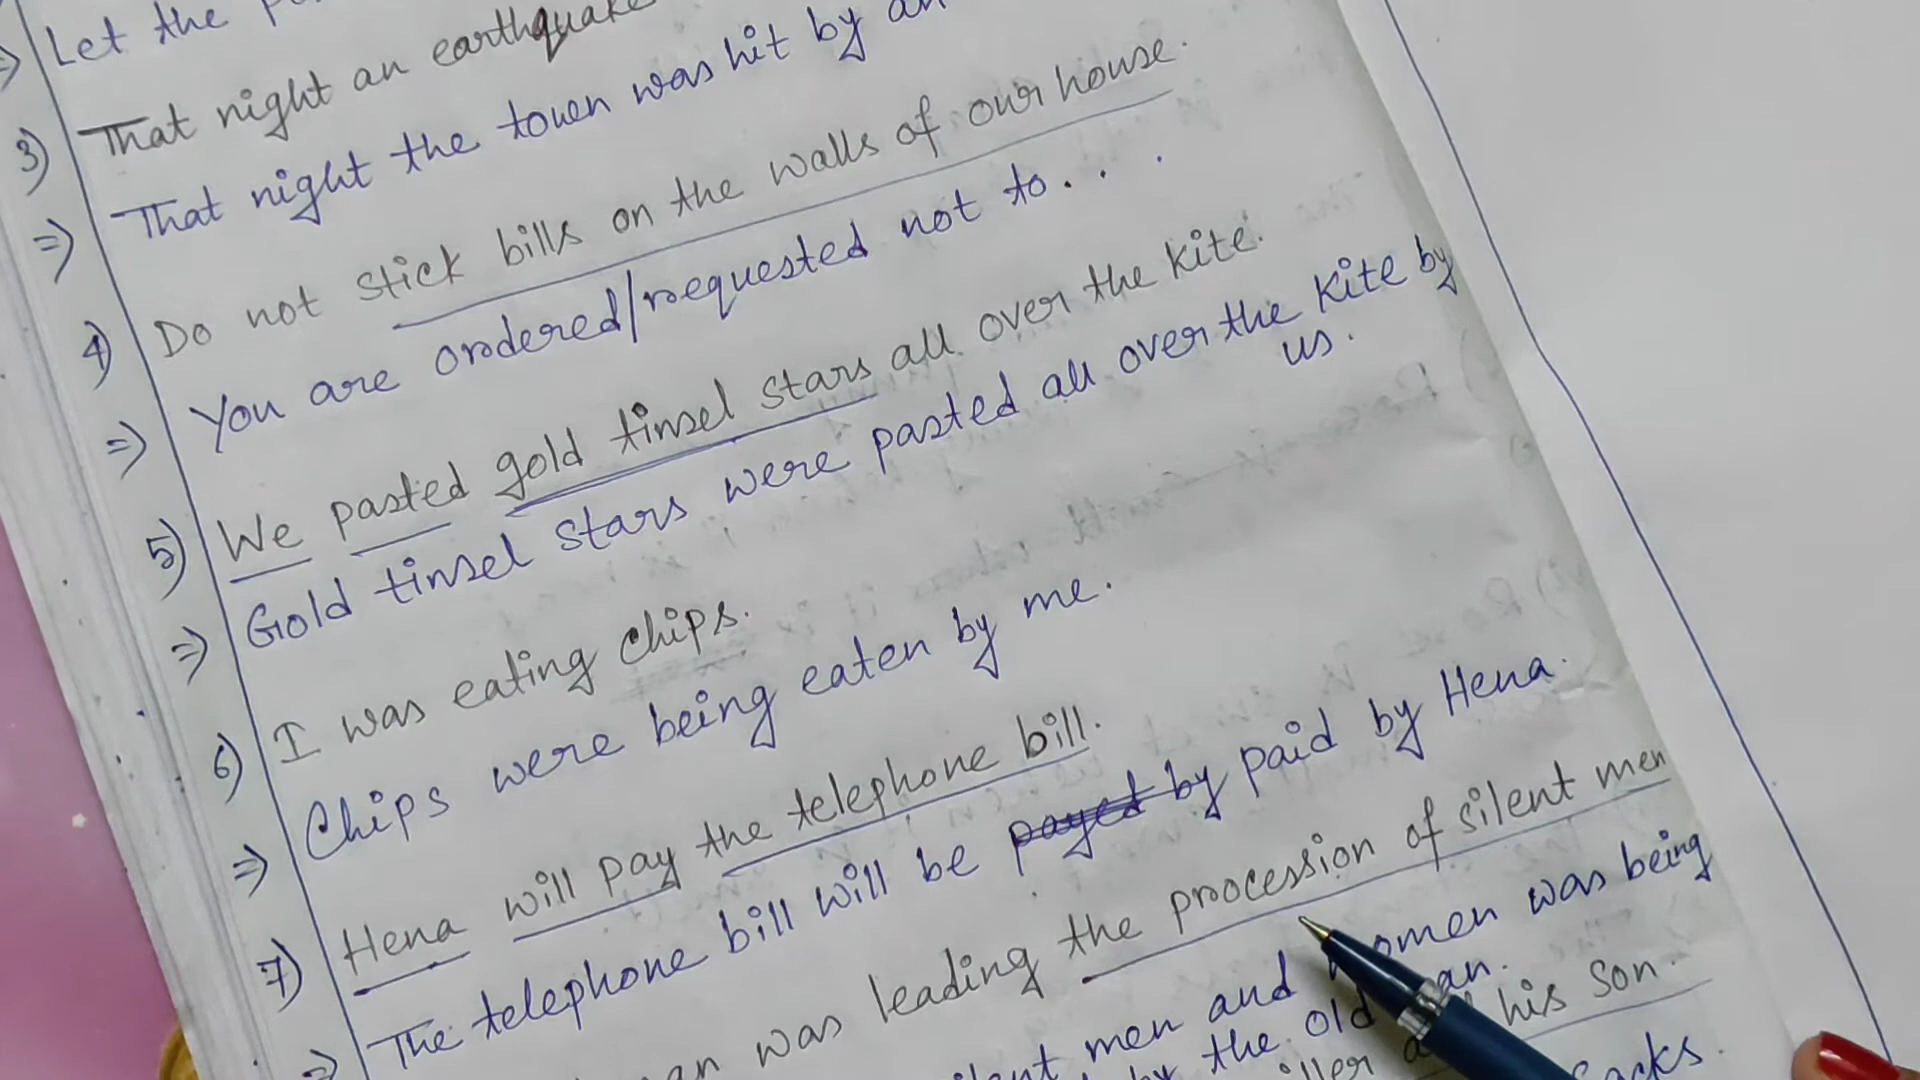 =) Let the
3) That night an earthquake
=) That night the town was hit by an
4) Do not stick bills on the walls of our house.
=) You are ordered/requested not to . . .
5) We pasted gold tinsel stars all over the kite.
=) Gold tinsel stars were pasted all over the kite by
us.
6) I was eating chips.
=) Chips were being eaten by me.
7) Hena will pay the telephone bill.
=) The telephone bill will be payed by paid by Hena.
was leading the procession of silent men
men and women was being
by the old
his son.